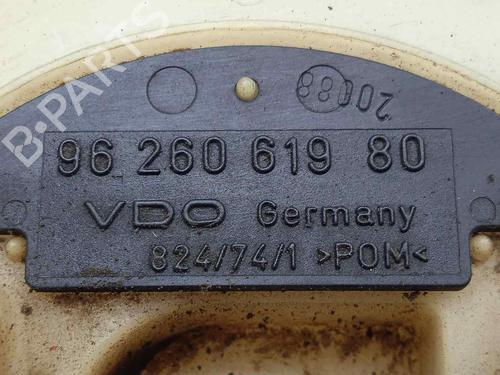 20088
96 260 619 80
VDO Germany
824/74/1 >POM<
B-PARTS